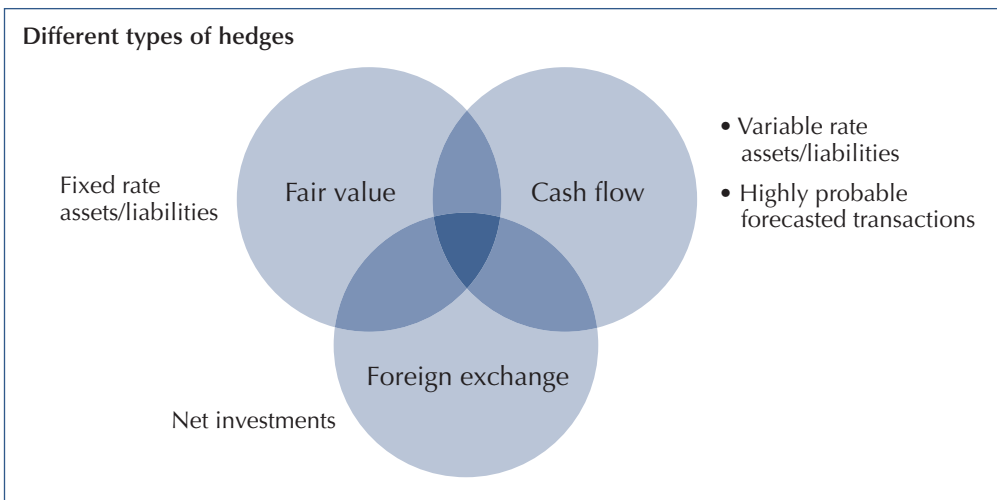 Different types of hedges
Fixed rate
assets/liabilities
Fair value
Cash flow
• Variable rate
assets/liabilities
• Highly probable
forecasted transactions
Foreign exchange
Net investments